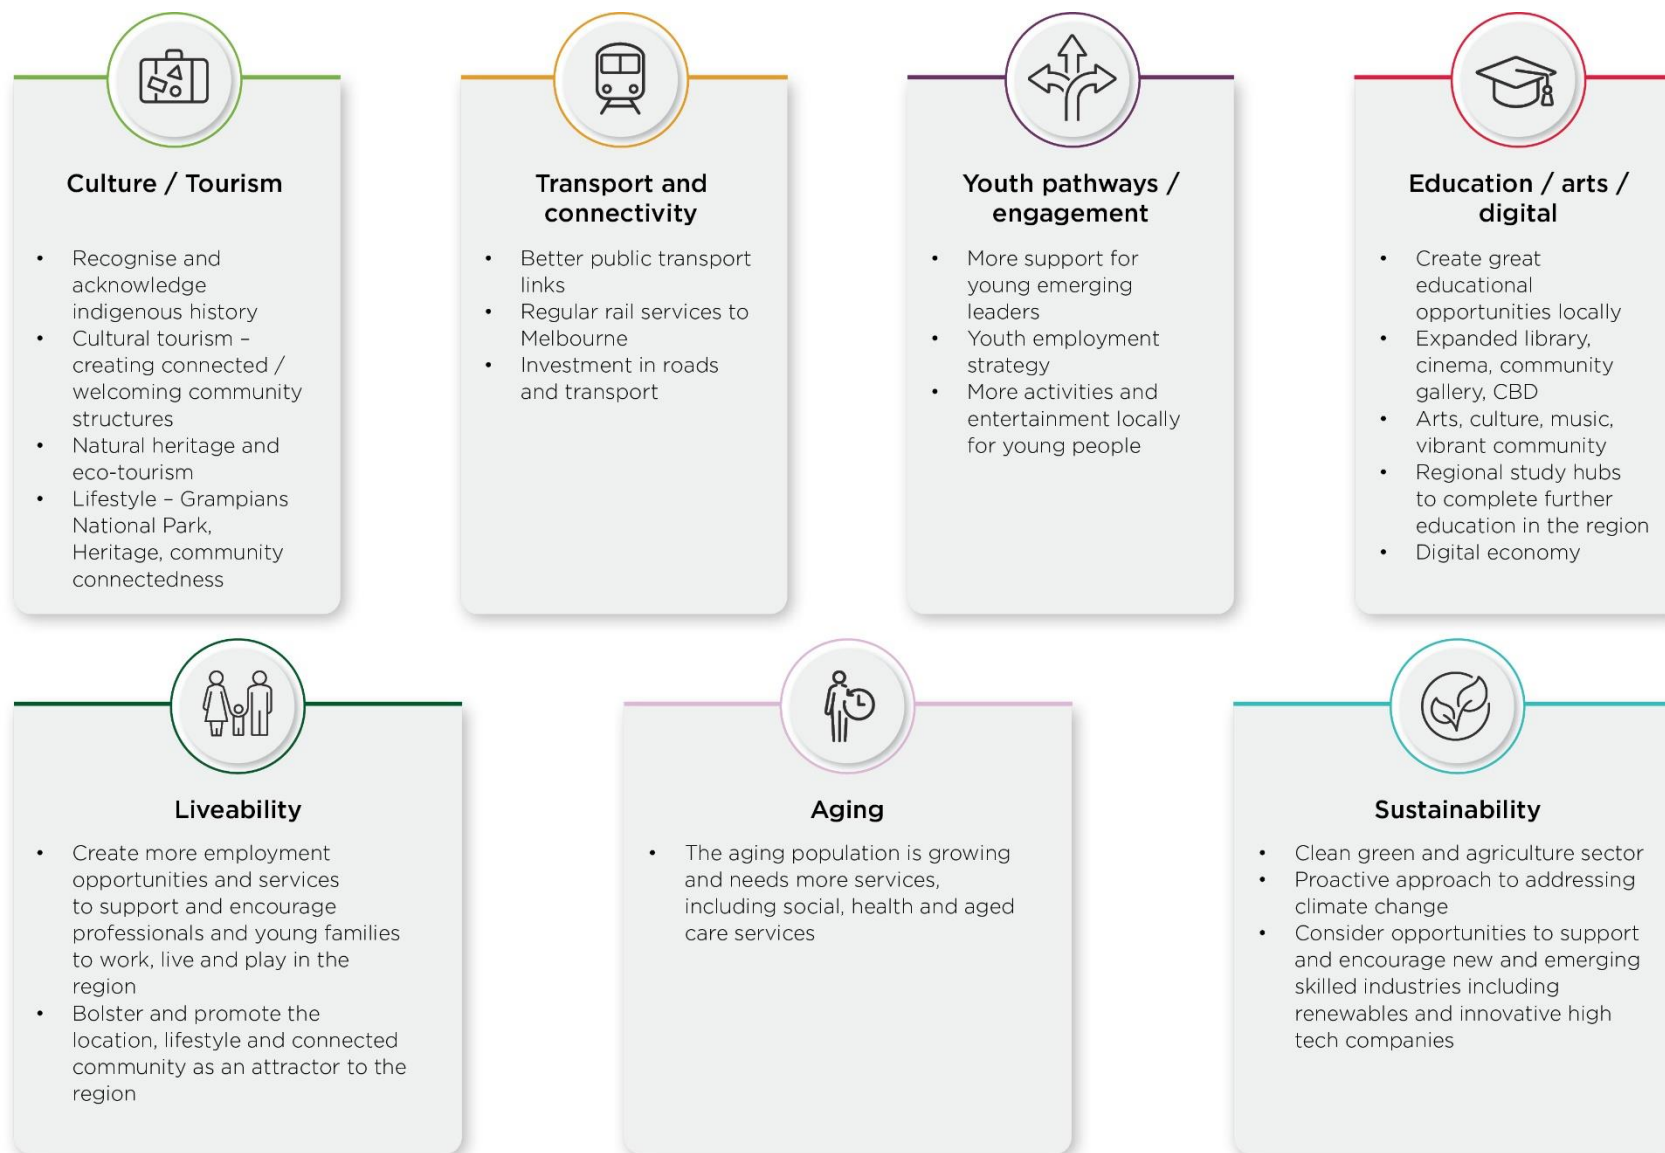 Culture / Tourism
• Recognise and
acknowledge
indigenous history
• Cultural tourism –
creating connected /
welcoming community
structures
• Natural heritage and
eco-tourism
• Lifestyle – Grampians
National Park,
Heritage, community
connectedness
Transport and
connectivity
• Better public transport
links
• Regular rail services to
Melbourne
• Investment in roads
and transport
Youth pathways /
engagement
• More support for
young emerging
leaders
• Youth employment
strategy
• More activities and
entertainment locally
for young people
Education / arts /
digital
• Create great
educational
opportunities locally
• Expanded library,
cinema, community
gallery, CBD
• Arts, culture, music,
vibrant community
• Regional study hubs
to complete further
education in the region
• Digital economy
Liveability
• Create more employment
opportunities and services
to support and encourage
professionals and young families
to work, live and play in the
region
• Bolster and promote the
location, lifestyle and connected
community as an attractor to the
region
Aging
• The aging population is growing
and needs more services,
including social, health and aged
care services
Sustainability
• Clean green and agriculture sector
• Proactive approach to addressing
climate change
• Consider opportunities to support
and encourage new and emerging
skilled industries including
renewables and innovative high
tech companies